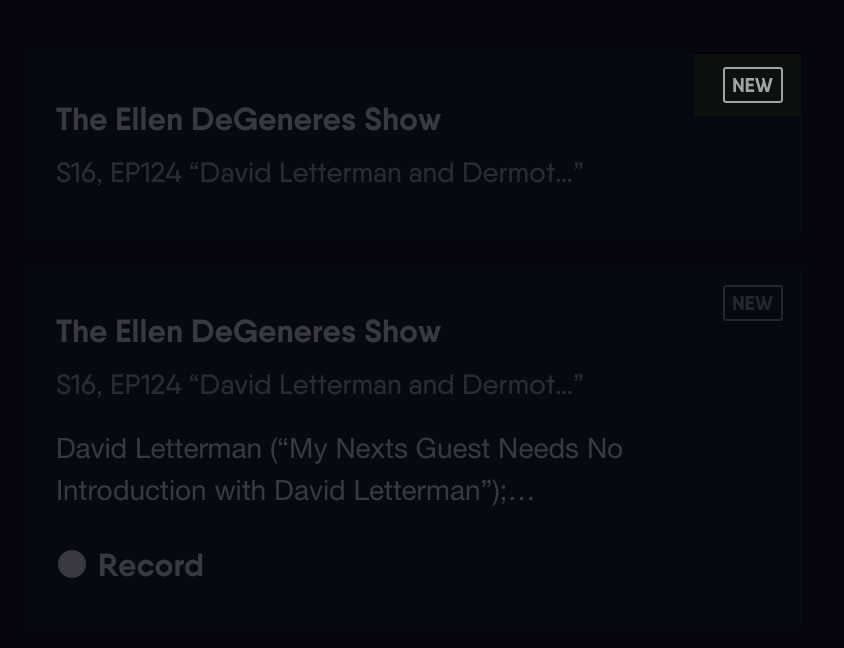 NEW
The Ellen DeGeneres Show
S16, EP124 “David Letterman and Dermot...”
NEW
The Ellen DeGeneres Show
S16, EP124 “David Letterman and Dermot...”
David Letterman (“My Nexts Guest Needs No
Introduction with David Letterman”);...
Record